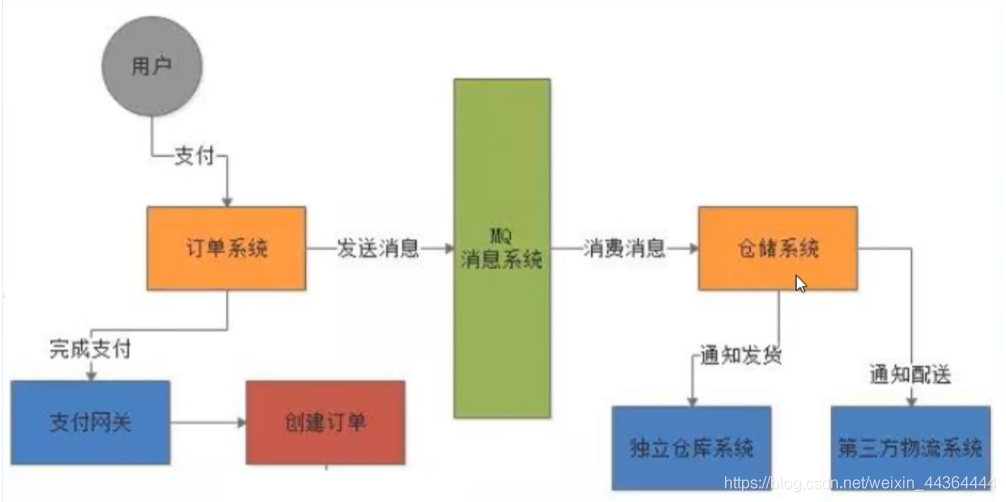 用户
支付
订单系统
发送消息
MQ
消息系统
消费消息
仓储系统
完成支付
通知发货
通知配送
支付网关
创建订单
独立仓库系统
第三方物流系统
https://blog.csdn.net/weixin_44364444